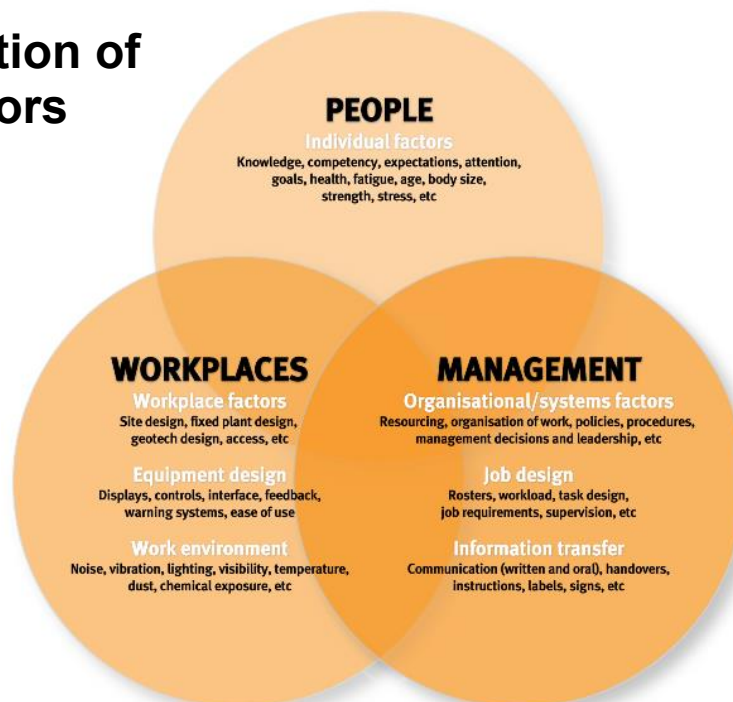 tion of
ors
PEOPLE
Individual factors
Knowledge, competency, expectations, attention,
goals, health, fatigue, age, body size,
strength, stress, etc
WORKPLACES
Workplace factors
Site design, fixed plant design,
geotech design, access, etc
Equipment design
Displays, controls, interface, feedback,
warning systems, ease of use
Work environment
Noise, vibration, lighting, visibility, temperature,
dust, chemical exposure, etc
MANAGEMENT
Organisational/systems factors
Resourcing, organisation of work, policies, procedures,
management decisions and leadership, etc
Job design
Rosters, workload, task design,
job requirements, supervision, etc
Information transfer
Communication (written and oral), handovers,
instructions, labels, signs, etc